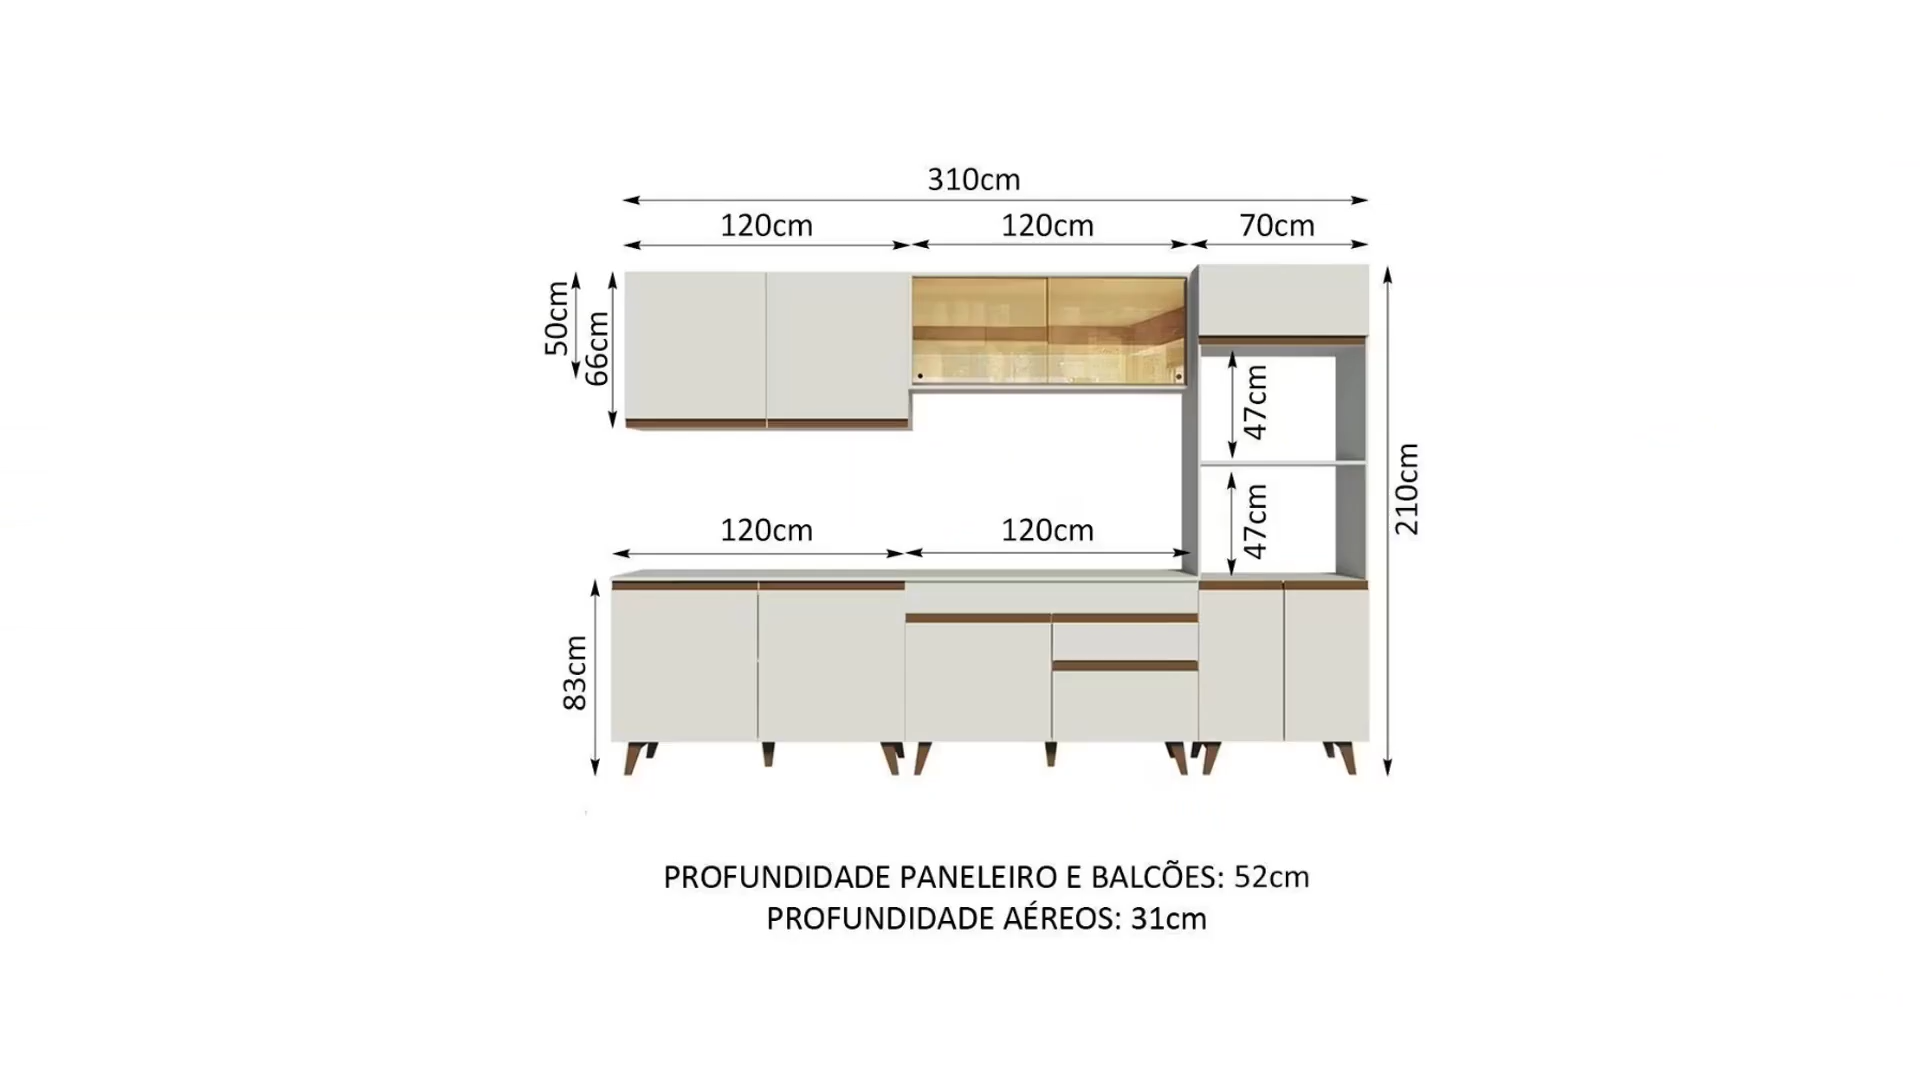 310cm
120cm
120cm
70cm
50cm
66cm
47cm
210cm
47cm
120cm
120cm
83cm
PROFUNDIDADE PANELEIRO E BALCÕES: 52cm
PROFUNDIDADE AÉREOS: 31cm